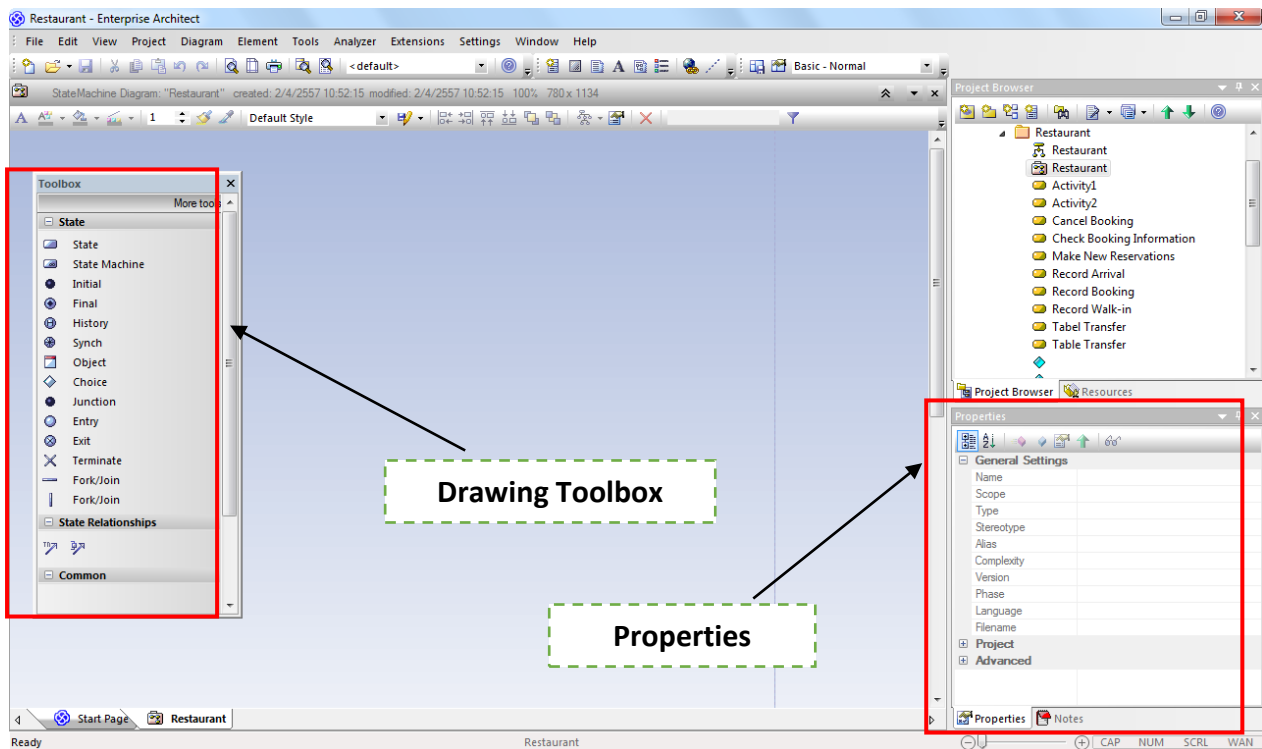 Restaurant - Enterprise Architect
File Edit View Project Diagram Element Tools Analyzer Extensions Settings Window Help
<default>
Basic - Normal
StateMachine Diagram: "Restaurant" created: 2/4/2557 10:52:15 modified: 2/4/2557 10:52:15 100% 780 x 1134
1 Default Style
Toolbox
More tools
State
State
State Machine
Initial
Final
History
Synch
Object
Choice
Junction
Entry
Exit
Terminate
Fork/Join
Fork/Join
State Relationships
Common
Drawing Toolbox
Properties
Project Browser
Restaurant
Restaurant
Restaurant
Activity1
Activity2
Cancel Booking
Check Booking Information
Make New Reservations
Record Arrival
Record Booking
Record Walk-in
Tabel Transfer
Table Transfer
Project Browser Resources
Properties
General Settings
Name
Scope
Type
Stereotype
Alias
Complexity
Version
Phase
Language
Filename
Project
Advanced
Properties Notes
Start Page Restaurant
Ready Restaurant CAP NUM SCRL WAN